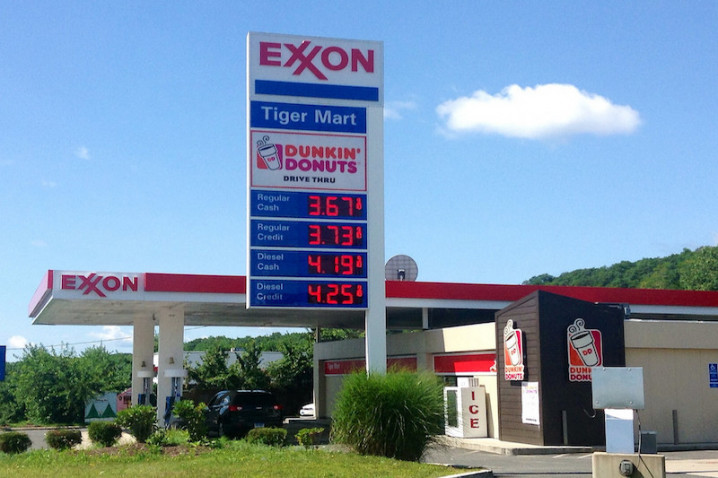 EXXON
Tiger Mart
DUNKIN'
DONUTS
DRIVE THRU
Regular
Cash
3.67
Regular
Credit
3.73
Diesel
Cash
4.19
Diesel
Credit
4.25
EXXON
DUNKIN'
DUNKIN'
ICE